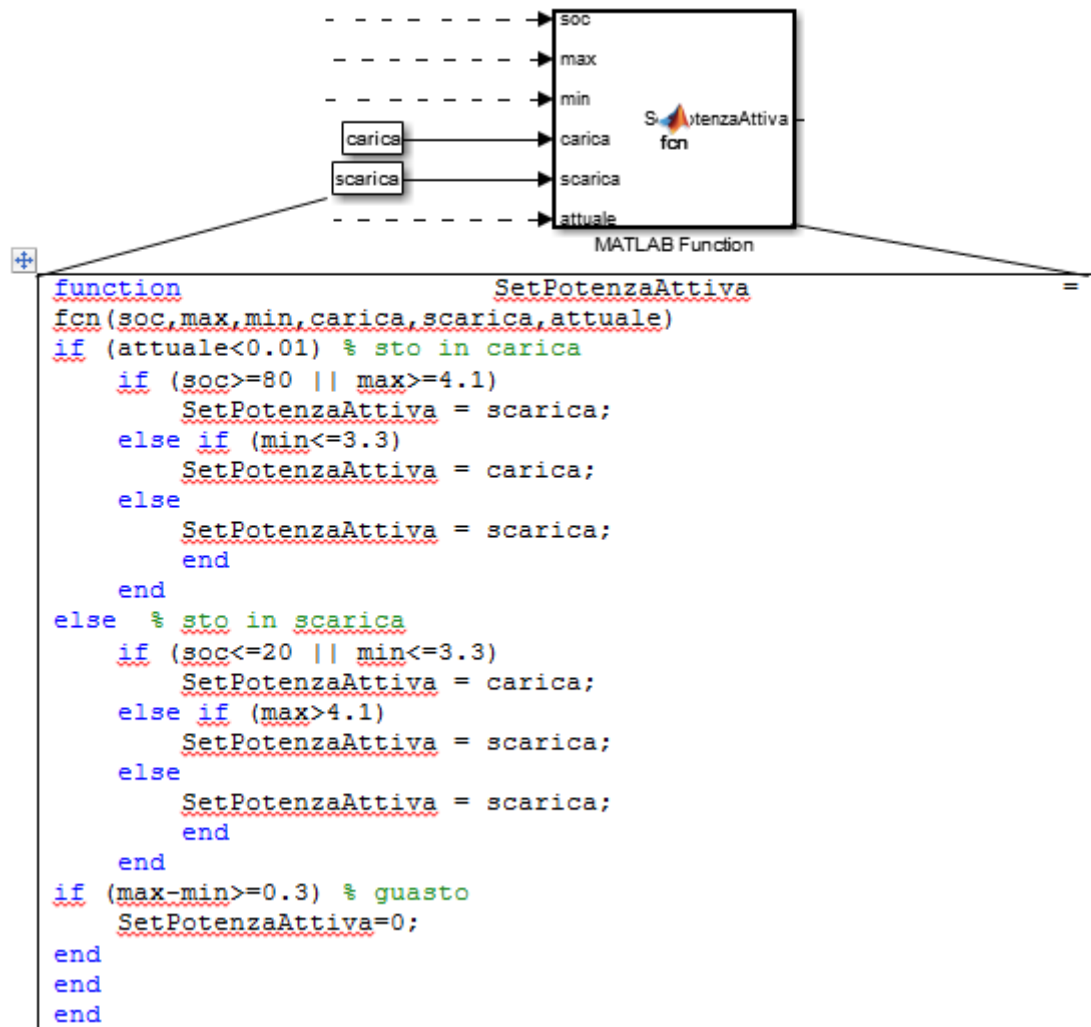 soc
max
min
carica
carica
scarica
scarica
attuale
fcn
MATLAB Function
function SetPotenzaAttiva =
fcn(soc,max,min,carica,scarica,attuale)
if (attuale<0.01) % sto in carica
if (soc>=80 || max>=4.1)
SetPotenzaAttiva = scarica;
else if (min<=3.3)
SetPotenzaAttiva = carica;
else
SetPotenzaAttiva = scarica;
end
end
else % sto in scarica
if (soc<=20 || min<=3.3)
SetPotenzaAttiva = carica;
else if (max>4.1)
SetPotenzaAttiva = scarica;
else
SetPotenzaAttiva = scarica;
end
end
if (max-min>=0.3) % guasto
SetPotenzaAttiva=0;
end
end
end